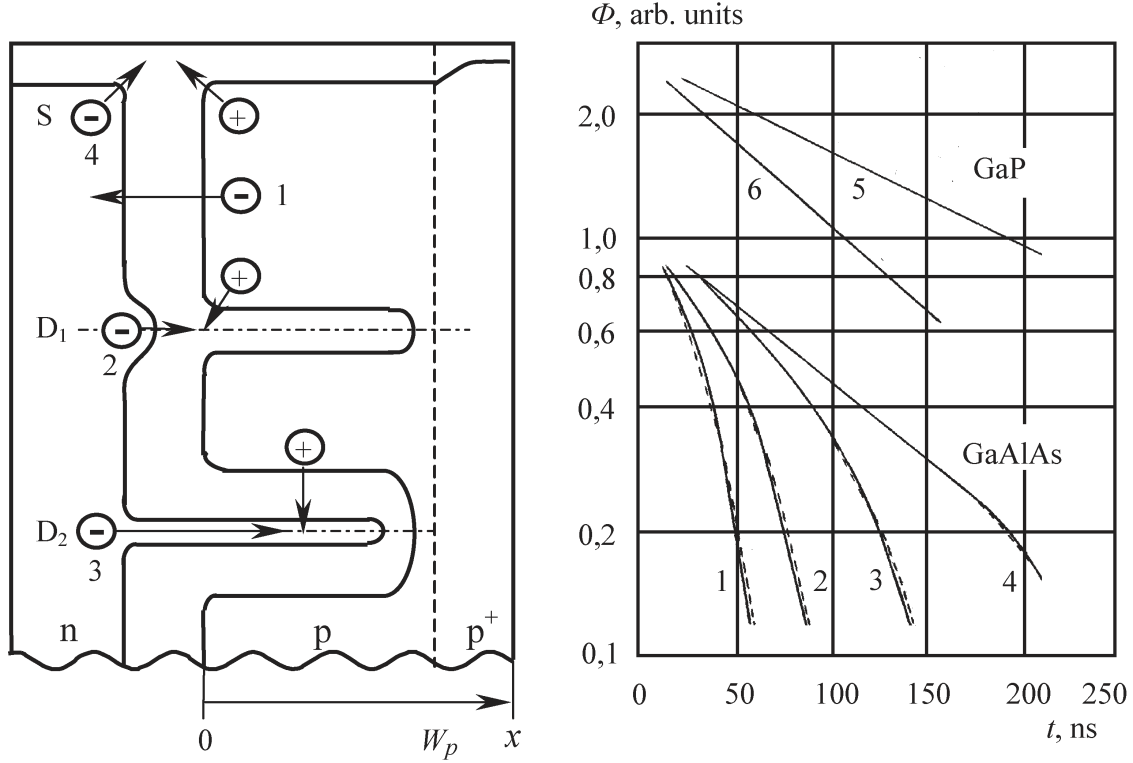 S
−
4
+
−
1
+
D1
−
2
+
D2
−
3
n
p
p+
0
Wp
x
Φ, arb. units
2,0
1,0
0,8
0,6
0,4
0,2
0,1
GaP
6
5
GaAlAs
1
2
3
4
0
50
100
150
200
250
t, ns